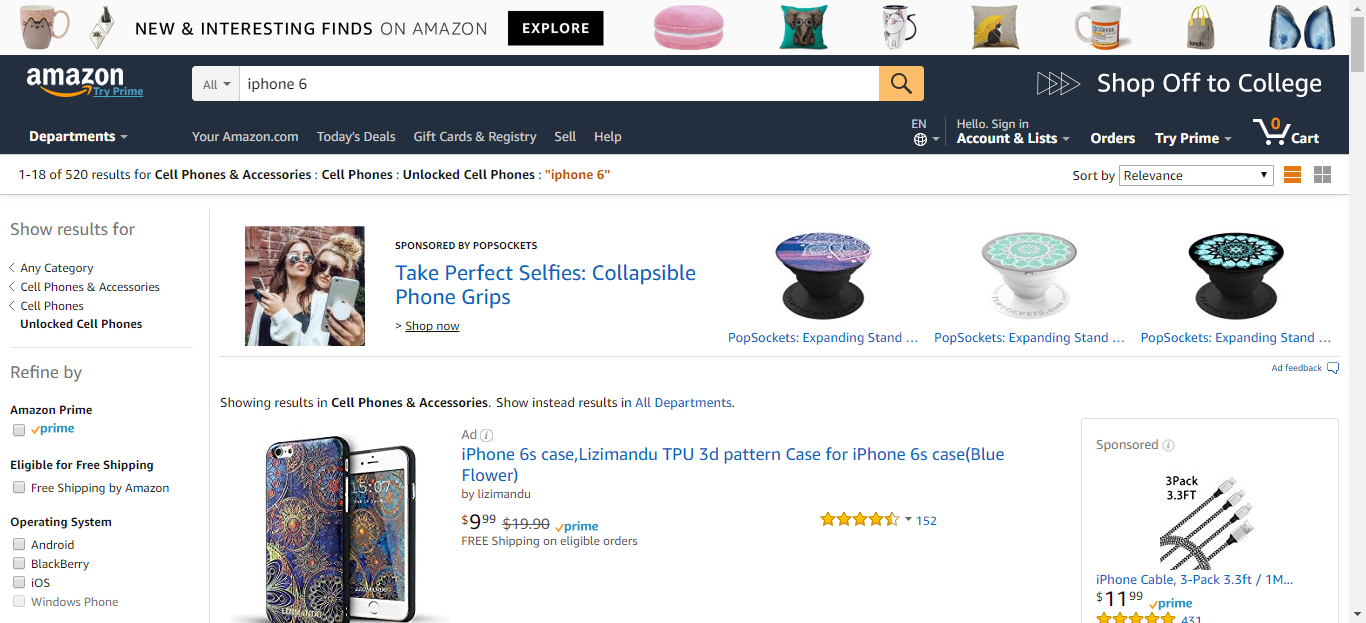 NEW & INTERESTING FINDS ON AMAZON EXPLORE
amazon
Try Prime
All
iphone 6
Shop Off to College
Departments
Your Amazon.com Today's Deals Gift Cards & Registry Sell Help
EN
Hello. Sign in
Account & Lists
Orders
Try Prime
0
Cart
1-18 of 520 results for Cell Phones & Accessories : Cell Phones : Unlocked Cell Phones : "iphone 6"
Sort by Relevance
Show results for
Any Category
Cell Phones & Accessories
Cell Phones
Unlocked Cell Phones
Refine by
Amazon Prime
prime
Eligible for Free Shipping
Free Shipping by Amazon
Operating System
Android
BlackBerry
iOS
Windows Phone
SPONSORED BY POPSOCKETS
Take Perfect Selfies: Collapsible
Phone Grips
> Shop now
PopSockets: Expanding Stand ...
PopSockets: Expanding Stand ...
PopSockets: Expanding Stand ...
Ad feedback
Showing results in Cell Phones & Accessories. Show instead results in All Departments.
15:07
LIZIMANDU
Ad
iPhone 6s case,Lizimandu TPU 3d pattern Case for iPhone 6s case(Blue
Flower)
by lizimandu
$9 99 $19.90 prime
FREE Shipping on eligible orders
152
Sponsored
3Pack
3.3FT
iPhone Cable, 3-Pack 3.3ft / 1M...
$11 99 prime
431